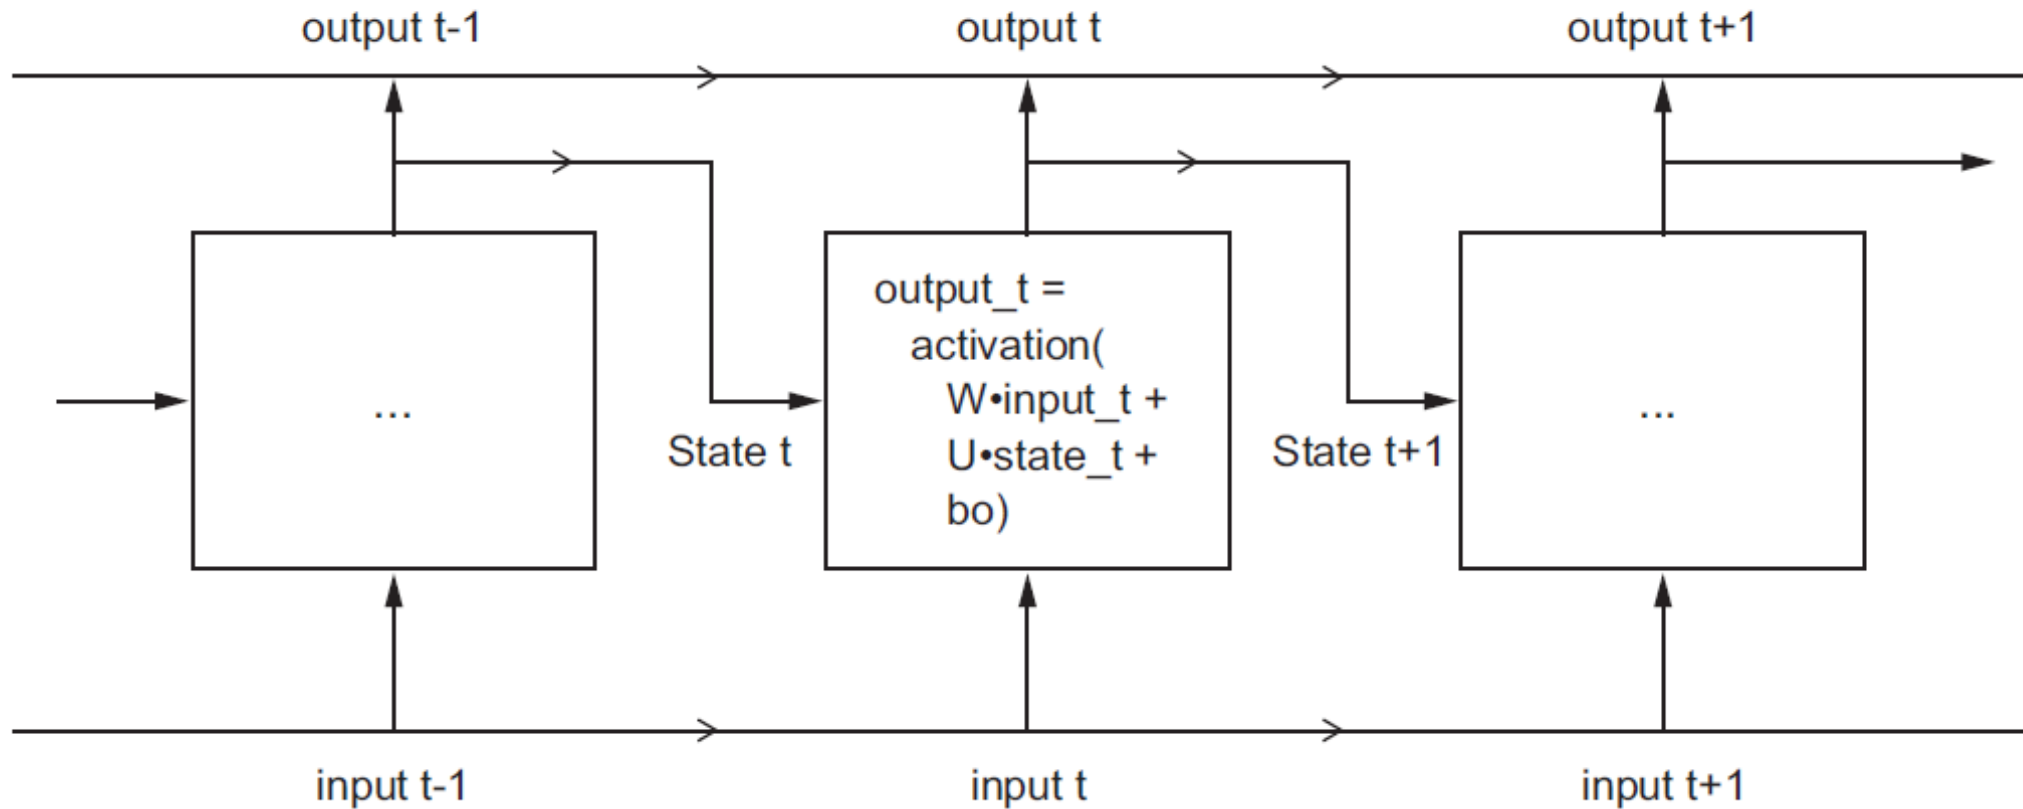 output t-1
output t
output t+1
output_t =
activation(
W•input_t +
U•state_t +
bo)
...
...
State t
State t+1
input t-1
input t
input t+1